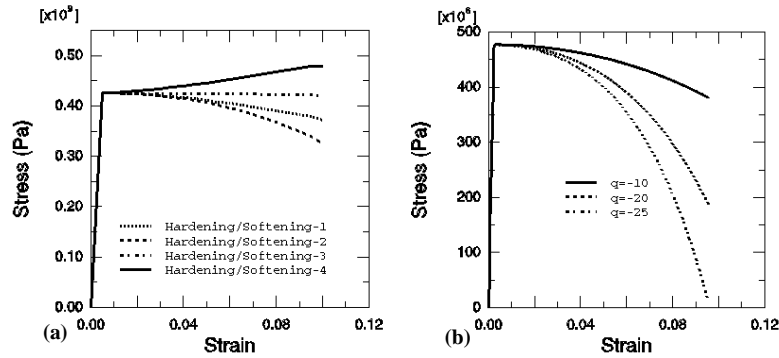 [x10⁹]
0.50
0.40
0.30
0.20
0.10
0.00
Stress (Pa)
Hardening/Softening-1
Hardening/Softening-2
Hardening/Softening-3
Hardening/Softening-4
0.00 0.04 0.08 0.12
(a) Strain
[x10⁶]
500
400
300
200
100
0
Stress (Pa)
q=-10
q=-20
q=-25
0.00 0.04 0.08 0.12
(b) Strain